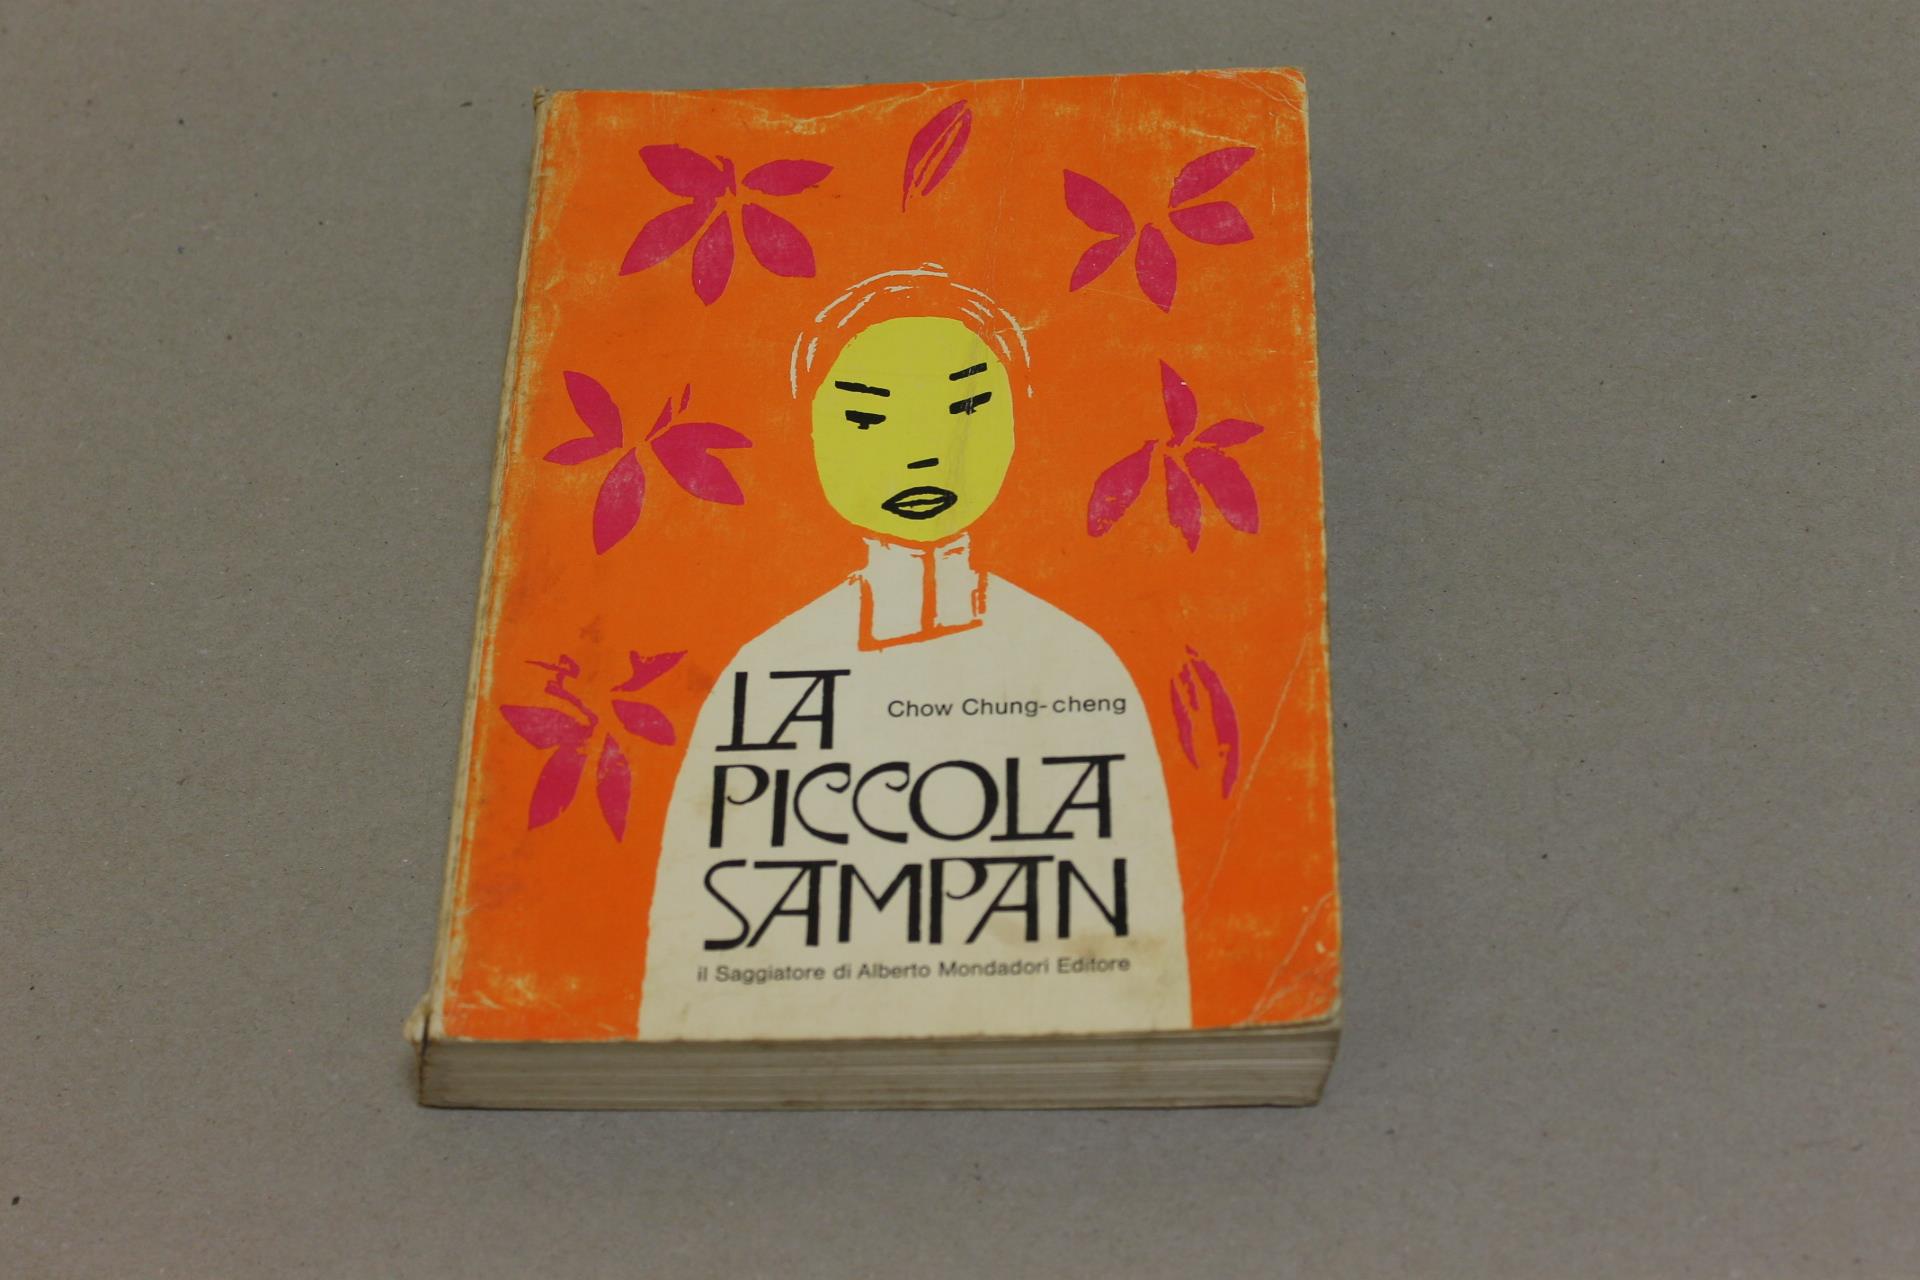 LA
Chow Chung-cheng
PICCOLA
SAMPAN
il Saggiatore di Alberto Mondadori Editore